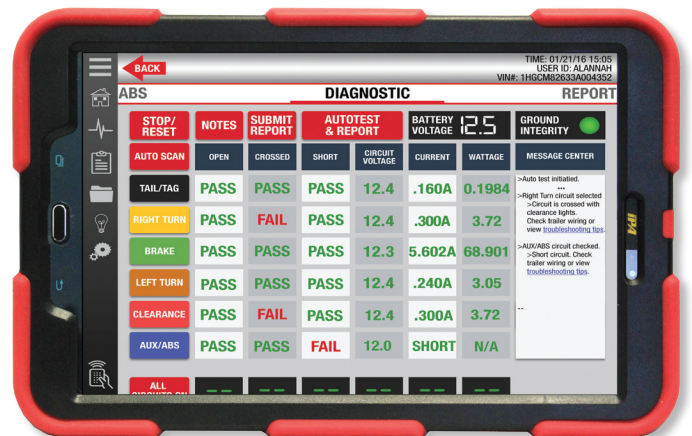 TIME: 01/21/16 15:05
BACK
USER ID: ALANNAH
VIN#: 1HGCM82633A004352
ABS DIAGNOSTIC REPORT
STOP/ RESET NOTES SUBMIT REPORT AUTOTEST & REPORT BATTERY VOLTAGE 12.5 GROUND INTEGRITY
AUTO SCAN OPEN CROSSED SHORT CIRCUIT VOLTAGE CURRENT WATTAGE MESSAGE CENTER
TAIL/TAG PASS PASS PASS 12.4 .160A 0.1984
RIGHT TURN PASS FAIL PASS 12.4 .300A 3.72
BRAKE PASS PASS PASS 12.3 5.602A 68.901
LEFT TURN PASS PASS PASS 12.4 .240A 3.05
CLEARANCE PASS FAIL PASS 12.4 .300A 3.72
AUX/ABS PASS PASS FAIL 12.0 SHORT N/A
ALL
CIRCUITS ON
>Auto test initiatied.
---
>Right Turn circuit selected
>Circuit is crossed with
clearance lights.
Check trailer wiring or
view troubleshooting tips.
>AUX/ABS circuit checked.
>Short circuit. Check
trailer wiring or view
troubleshooting tips.
--
IPA